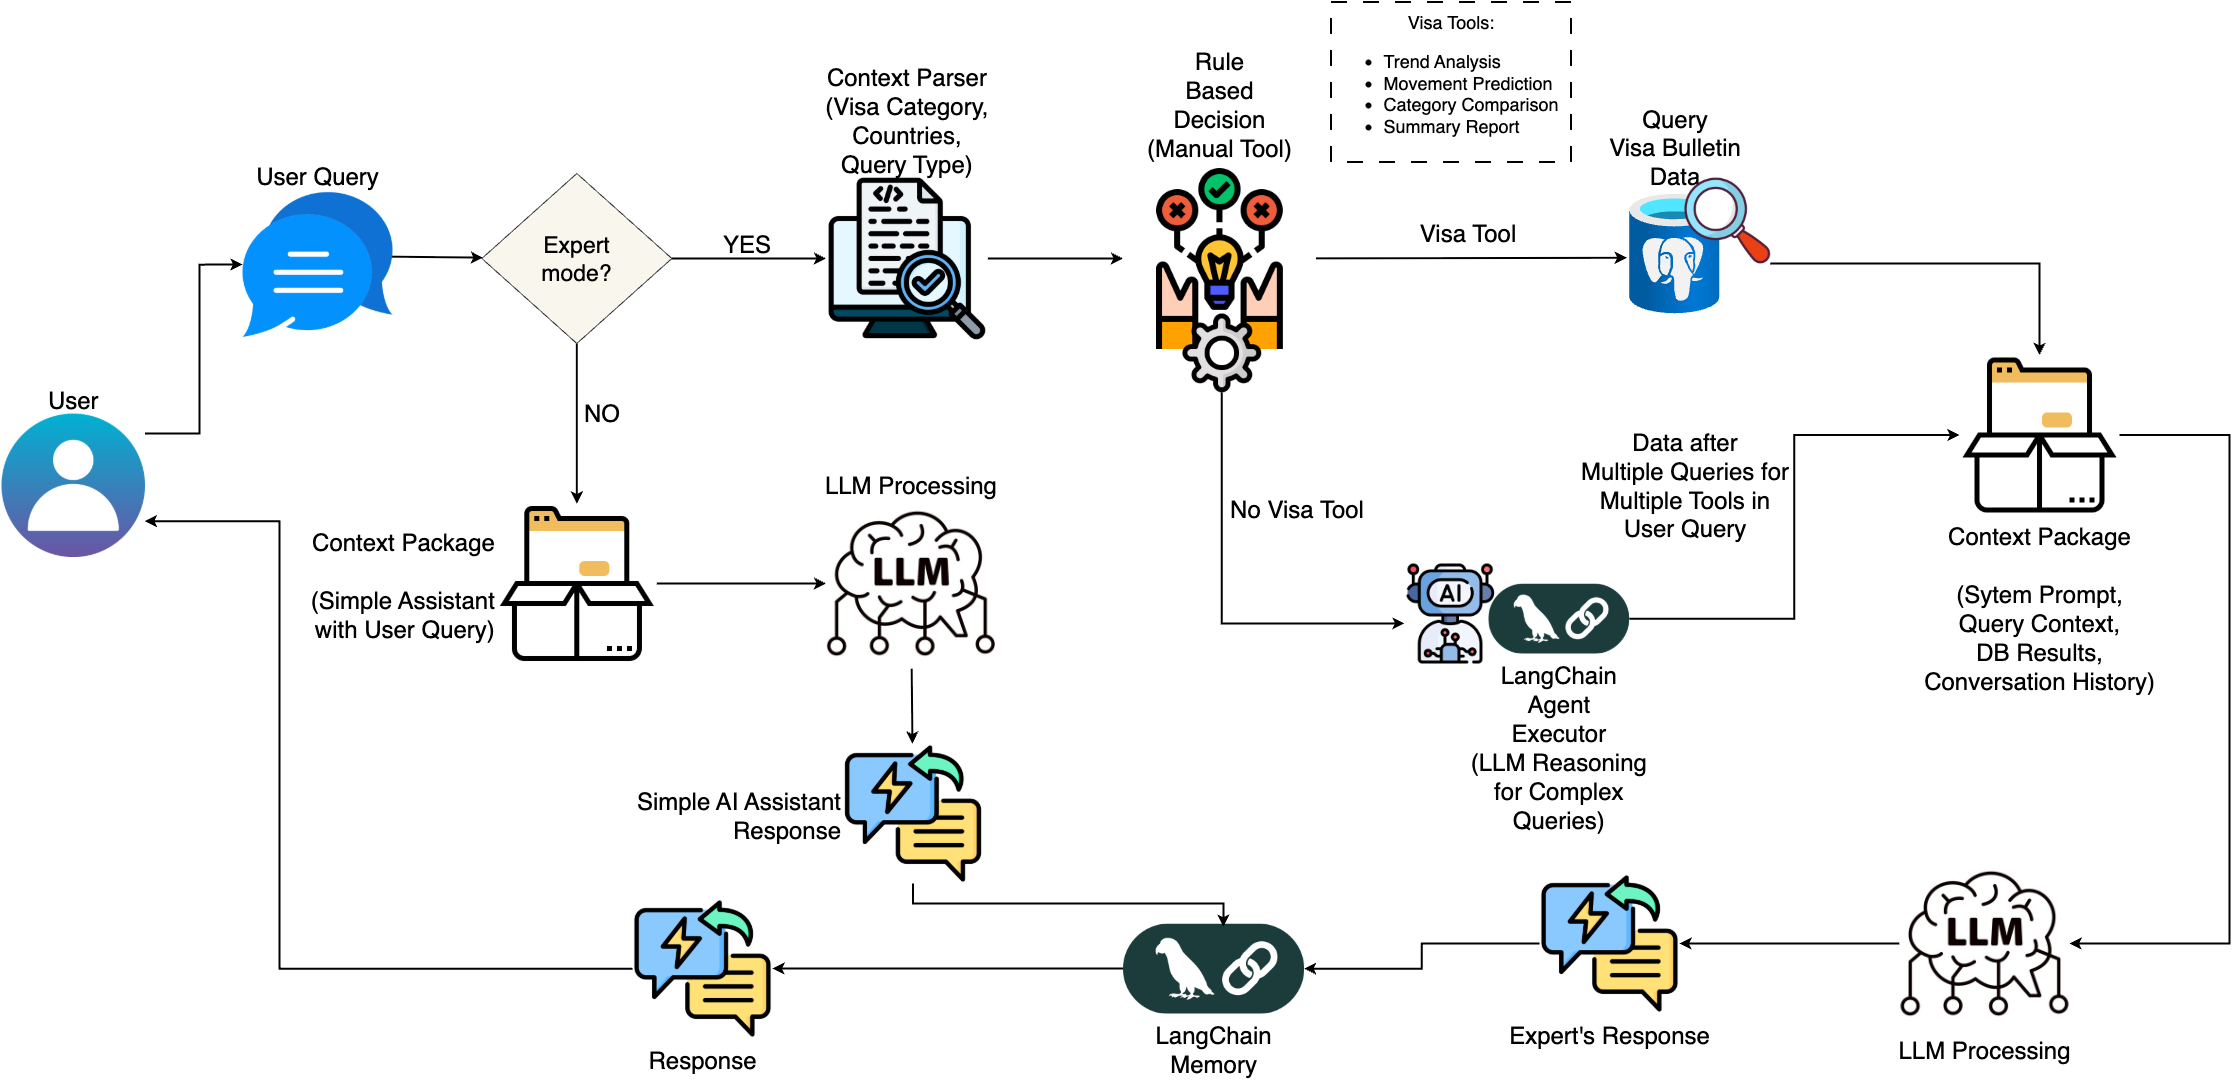 Visa Tools:
• Trend Analysis
• Movement Prediction
• Category Comparison
• Summary Report
User Query
Expert
mode?
YES
NO
Context Parser
(Visa Category,
Countries,
Query Type)
</>
Rule
Based
Decision
(Manual Tool)
Visa Tool
No Visa Tool
Query
Visa Bulletin
Data
User
Context Package
(Simple Assistant
with User Query)
LLM Processing
LLM
Simple AI Assistant
Response
AI
LangChain
Agent
Executor
(LLM Reasoning
for Complex
Queries)
Data after
Multiple Queries for
Multiple Tools in
User Query
Context Package
(Sytem Prompt,
Query Context,
DB Results,
Conversation History)
LLM
LLM Processing
Expert's Response
LangChain
Memory
Response